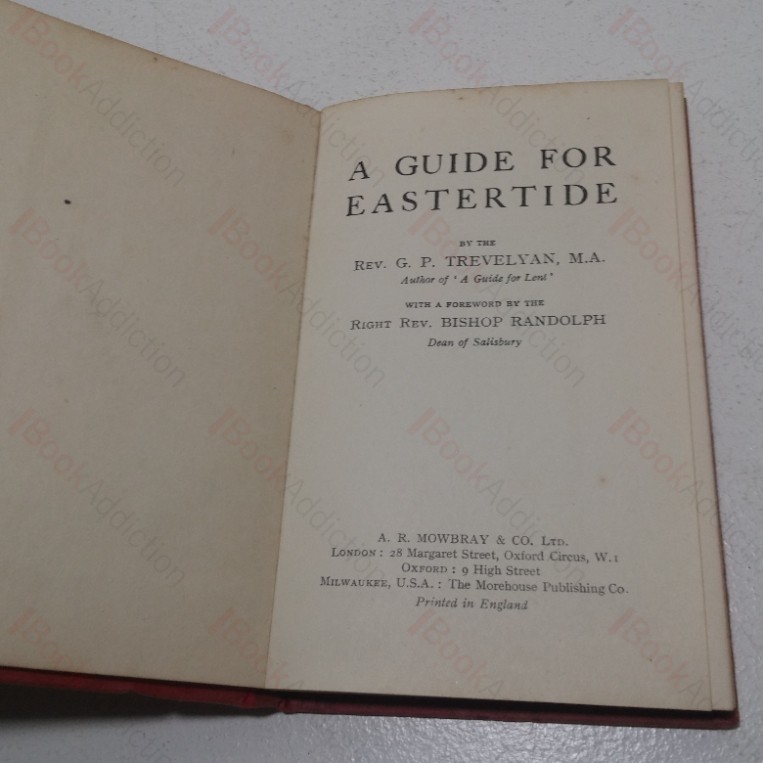 A GUIDE FOR
EASTERTIDE
BY THE
REV. G. P. TREVELYAN, M.A.
Author of 'A Guide for Lent'
WITH A FOREWORD BY THE
RIGHT REV. BISHOP RANDOLPH
Dean of Salisbury
A. R. MOWBRAY & CO. LTD.
LONDON : 28 Margaret Street, Oxford Circus, W.1
OXFORD : 9 High Street
MILWAUKEE, U.S.A. : The Morehouse Publishing Co.
Printed in England
BookAddiction